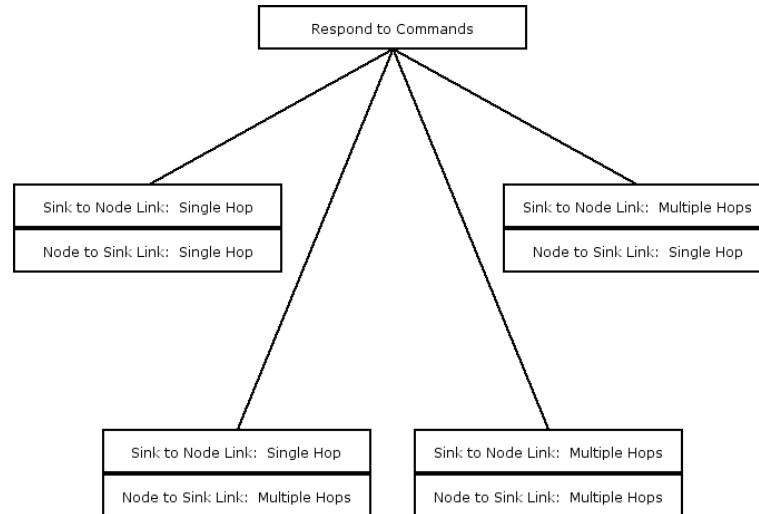 Respond to Commands
Sink to Node Link:  Single Hop
Node to Sink Link:  Single Hop
Sink to Node Link:  Multiple Hops
Node to Sink Link:  Single Hop
Sink to Node Link:  Single Hop
Node to Sink Link:  Multiple Hops
Sink to Node Link:  Multiple Hops
Node to Sink Link:  Multiple Hops